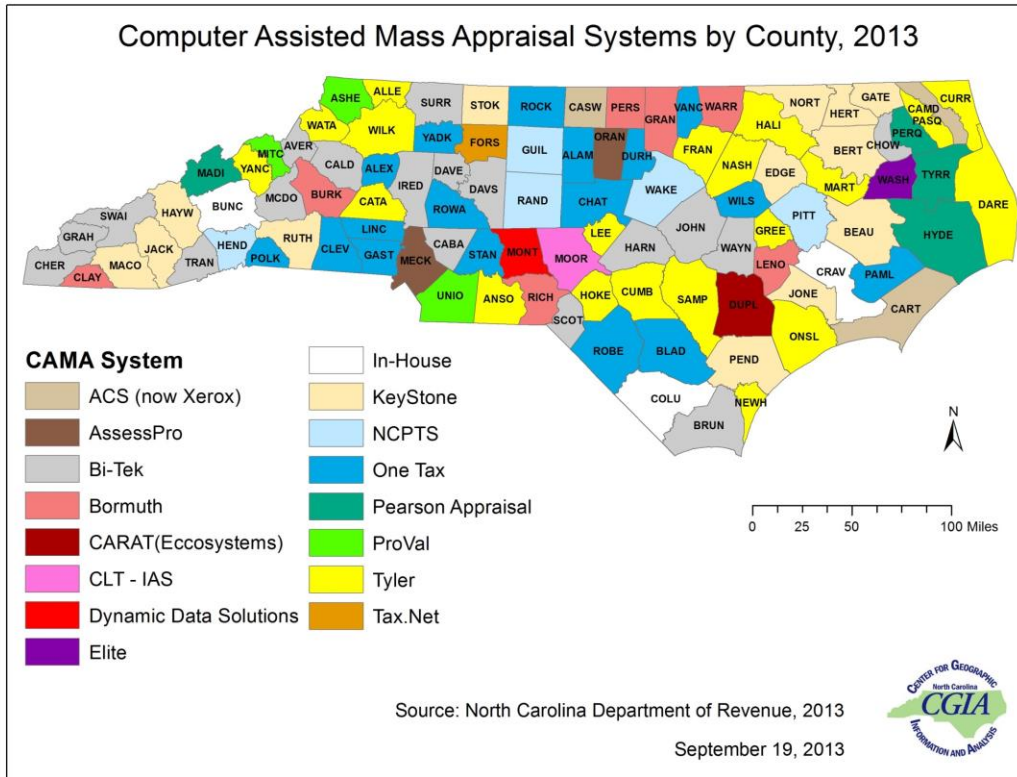 Computer Assisted Mass Appraisal Systems by County, 2013
ASHE
ALLE
SURR
STOK
ROCK
CASW
PERS
GRAN
VANC
WARR
NORT
HERT
GATE
CAMD
PASQ
CURR
WATA
WILK
YADK
FORS
GUIL
ALAM
ORAN
DURH
FRAN
HALI
BERT
CHOW
PERQ
MITC
AVER
CALD
ALEX
IRED
DAVE
DAVS
RAND
CHAT
WAKE
NASH
EDGE
MART
WASH
TYRR
DARE
MADI
YANC
MCDO
BURK
CATA
ROWA
WILS
PITT
BEAU
HYDE
SWAI
HAYW
BUNC
RUTH
CLEV
LINC
GAST
MECK
CABA
STAN
MONT
MOOR
LEE
HARN
JOHN
WAYN
GREE
LENO
CRAV
PAML
GRAH
CHER
CLAY
MACO
JACK
TRAN
HEND
POLK
UNIO
ANSO
RICH
SCOT
HOKE
CUMB
SAMP
DUPL
JONE
CART
ONSL
ROBE
BLAD
PEND
COLU
BRUN
NEWH
CAMA System
ACS (now Xerox)
AssessPro
Bi-Tek
Bormuth
CARAT(Eccosystems)
CLT - IAS
Dynamic Data Solutions
Elite
In-House
KeyStone
NCPTS
One Tax
Pearson Appraisal
ProVal
Tyler
Tax.Net
N
0 25 50 100 Miles
Source: North Carolina Department of Revenue, 2013
September 19, 2013
CENTER FOR GEOGRAPHIC
North Carolina
CGIA
INFORMATION AND ANALYSIS